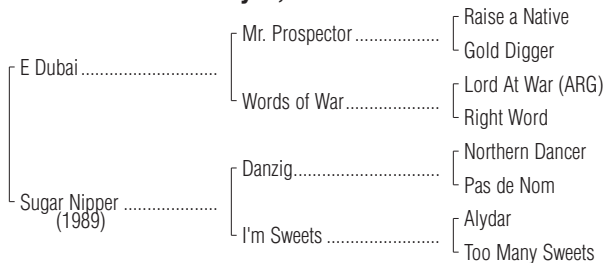 Raise a Native
Mr. Prospector..................
Gold Digger
E Dubai.............................
Lord At War (ARG)
Words of War....................
Right Word
Northern Dancer
Danzig...............................
Pas de Nom
Sugar Nipper ....................
(1989)
Alydar
I'm Sweets ........................
Too Many Sweets